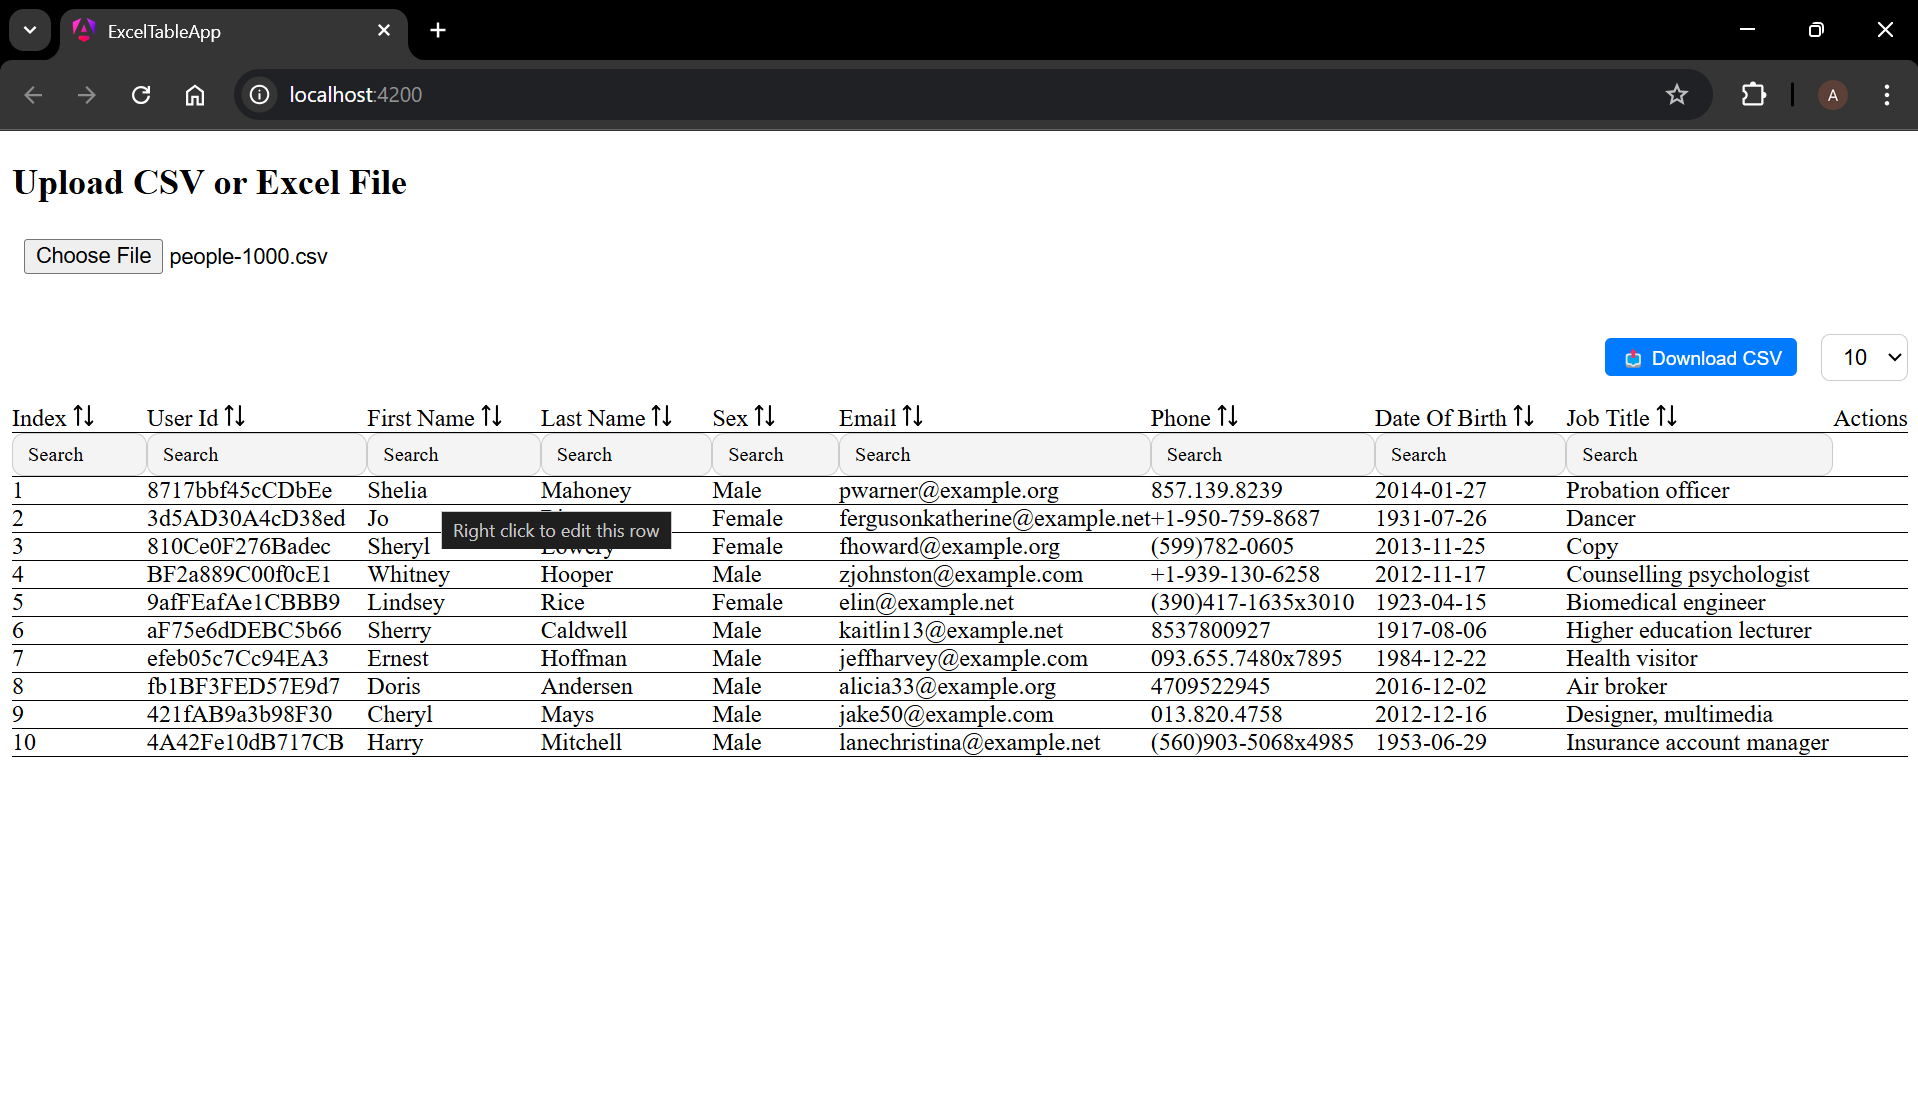 ExcelTableApp
localhost:4200
A
Upload CSV or Excel File
Choose File people-1000.csv
Download CSV 10
Index User Id First Name Last Name Sex Email Phone Date Of Birth Job Title Actions
Search Search Search Search Search Search Search Search Search
1 8717bbf45cCDbEe Shelia Mahoney Male pwarner@example.org 857.139.8239 2014-01-27 Probation officer
2 3d5AD30A4cD38ed Jo Female fergusonkatherine@example.net +1-950-759-8687 1931-07-26 Dancer
Right click to edit this row
3 810Ce0F276Badec Sheryl Lowery Female fhoward@example.org (599)782-0605 2013-11-25 Copy
4 BF2a889C00f0cE1 Whitney Hooper Male zjohnston@example.com +1-939-130-6258 2012-11-17 Counselling psychologist
5 9afFEafAe1CBBB9 Lindsey Rice Female elin@example.net (390)417-1635x3010 1923-04-15 Biomedical engineer
6 aF75e6dDEBC5b66 Sherry Caldwell Male kaitlin13@example.net 8537800927 1917-08-06 Higher education lecturer
7 efeb05c7Cc94EA3 Ernest Hoffman Male jeffharvey@example.com 093.655.7480x7895 1984-12-22 Health visitor
8 fb1BF3FED57E9d7 Doris Andersen Male alicia33@example.org 4709522945 2016-12-02 Air broker
9 421fAB9a3b98F30 Cheryl Mays Male jake50@example.com 013.820.4758 2012-12-16 Designer, multimedia
10 4A42Fe10dB717CB Harry Mitchell Male lanechristina@example.net (560)903-5068x4985 1953-06-29 Insurance account manager